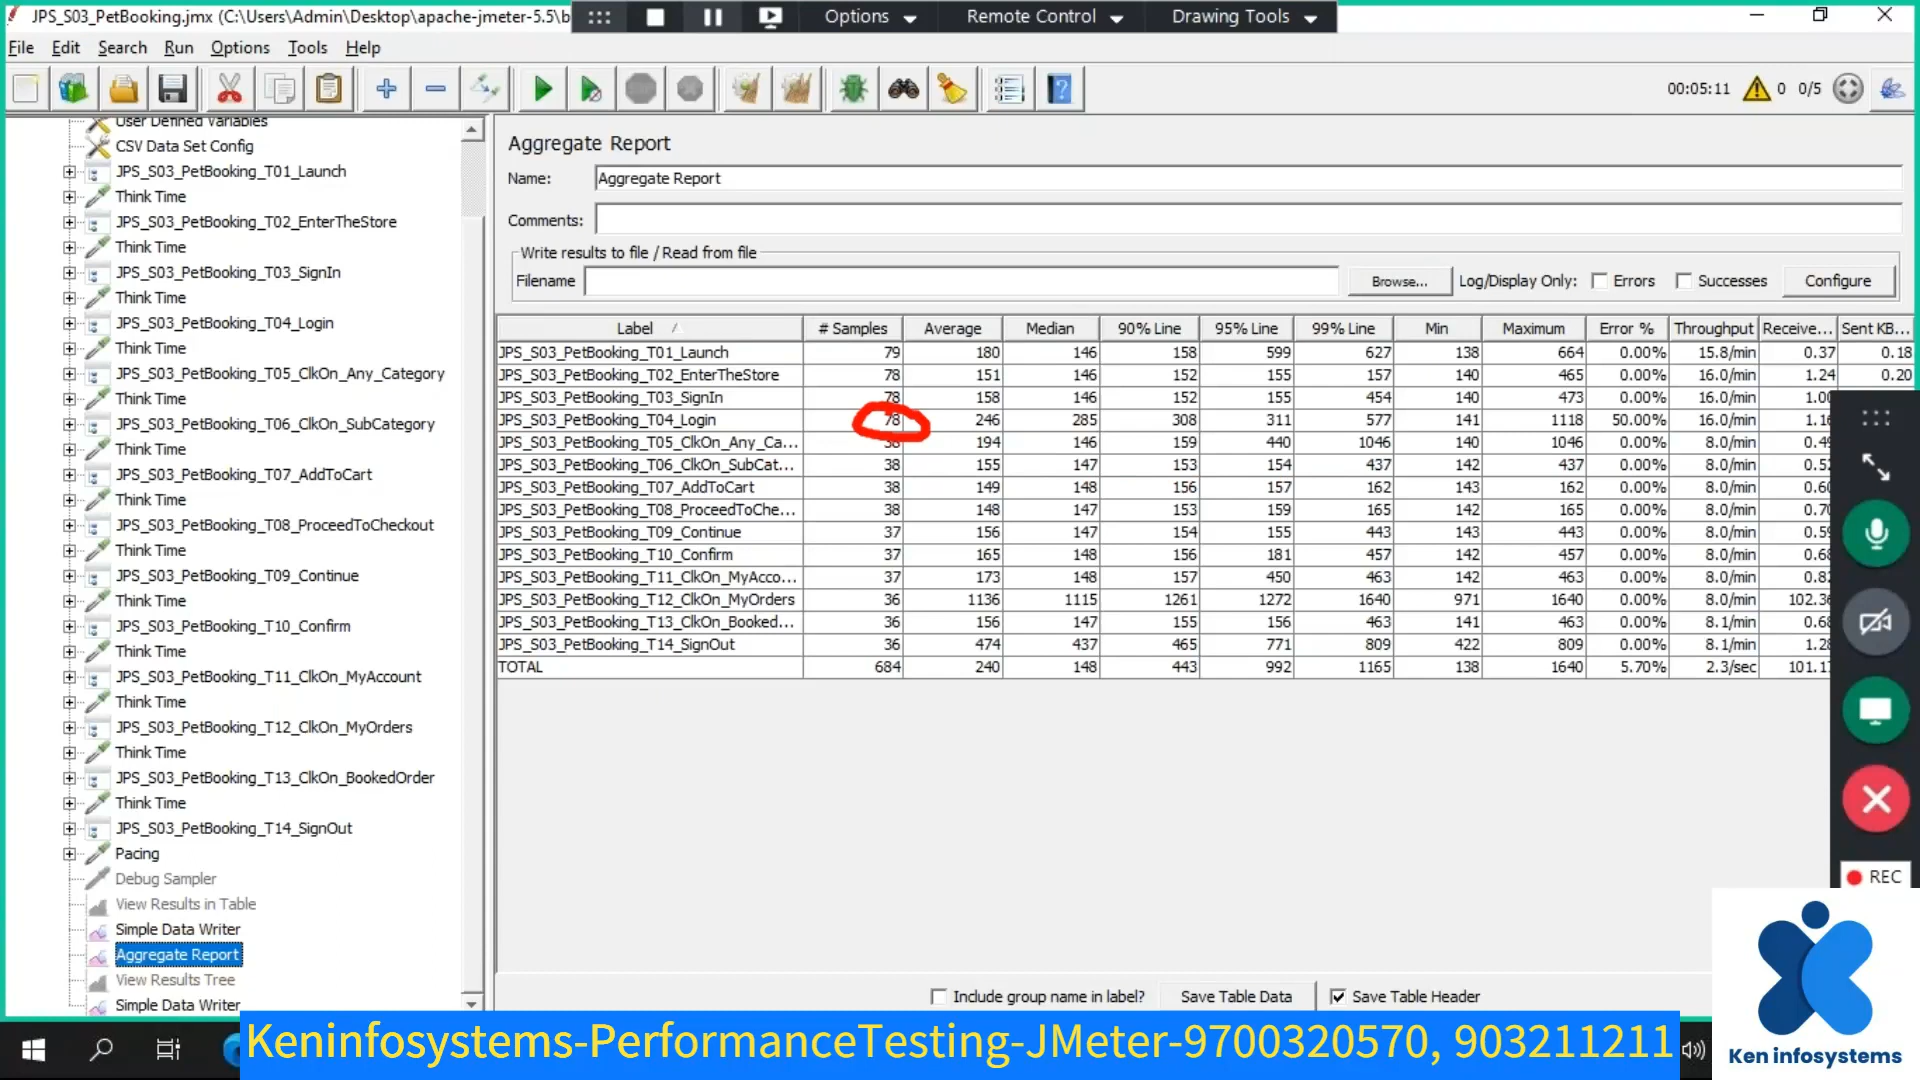 JPS_S03_PetBooking.jmx (C:\Users\Admin\Desktop\apache-jmeter-5.5\b
Options Remote Control Drawing Tools
File Edit Search Run Options Tools Help
00:05:11 0 0/5
User Defined Variables
CSV Data Set Config
JPS_S03_PetBooking_T01_Launch
Think Time
JPS_S03_PetBooking_T02_EnterTheStore
Think Time
JPS_S03_PetBooking_T03_SignIn
Think Time
JPS_S03_PetBooking_T04_Login
Think Time
JPS_S03_PetBooking_T05_ClkOn_Any_Category
Think Time
JPS_S03_PetBooking_T06_ClkOn_SubCategory
Think Time
JPS_S03_PetBooking_T07_AddToCart
Think Time
JPS_S03_PetBooking_T08_ProceedToCheckout
Think Time
JPS_S03_PetBooking_T09_Continue
Think Time
JPS_S03_PetBooking_T10_Confirm
Think Time
JPS_S03_PetBooking_T11_ClkOn_MyAccount
Think Time
JPS_S03_PetBooking_T12_ClkOn_MyOrders
Think Time
JPS_S03_PetBooking_T13_ClkOn_BookedOrder
Think Time
JPS_S03_PetBooking_T14_SignOut
Pacing
Debug Sampler
View Results in Table
Simple Data Writer
Aggregate Report
View Results Tree
Simple Data Writer
Aggregate Report
Name: Aggregate Report
Comments:
Write results to file / Read from file
Filename Browse... Log/Display Only: Errors Successes Configure
Label # Samples Average Median 90% Line 95% Line 99% Line Min Maximum Error % Throughput Receive... Sent KB...
JPS_S03_PetBooking_T01_Launch 79 180 146 158 599 627 138 664 0.00% 15.8/min 0.37 0.18
JPS_S03_PetBooking_T02_EnterTheStore 78 151 146 152 155 157 140 465 0.00% 16.0/min 1.24 0.20
JPS_S03_PetBooking_T03_SignIn 78 158 146 152 155 454 140 473 0.00% 16.0/min 1.00
JPS_S03_PetBooking_T04_Login 78 246 285 308 311 577 141 1118 50.00% 16.0/min
JPS_S03_PetBooking_T05_ClkOn_Any_Ca... 38 194 146 159 440 1046 140 1046 0.00% 8.0/min
JPS_S03_PetBooking_T06_ClkOn_SubCat... 38 155 147 153 154 437 142 437 0.00% 8.0/min
JPS_S03_PetBooking_T07_AddToCart 38 149 148 156 157 162 143 162 0.00% 8.0/min
JPS_S03_PetBooking_T08_ProceedToChe... 38 148 147 153 159 165 142 165 0.00% 8.0/min
JPS_S03_PetBooking_T09_Continue 37 156 147 154 155 443 143 443 0.00% 8.0/min
JPS_S03_PetBooking_T10_Confirm 37 165 148 156 181 457 142 457 0.00% 8.0/min
JPS_S03_PetBooking_T11_ClkOn_MyAcco... 37 173 148 157 450 463 142 463 0.00% 8.0/min
JPS_S03_PetBooking_T12_ClkOn_MyOrders 36 1136 1115 1261 1272 1640 971 1640 0.00% 8.0/min
JPS_S03_PetBooking_T13_ClkOn_Booked... 36 156 147 155 156 463 141 463 0.00% 8.1/min
JPS_S03_PetBooking_T14_SignOut 36 474 437 465 771 809 422 809 0.00% 8.1/min
TOTAL 684 240 148 443 992 1165 138 1640 5.70% 2.3/sec
REC
Include group name in label? Save Table Data Save Table Header
Keninfosystems-PerformanceTesting-JMeter-9700320570, 903211211
Ken infosystems